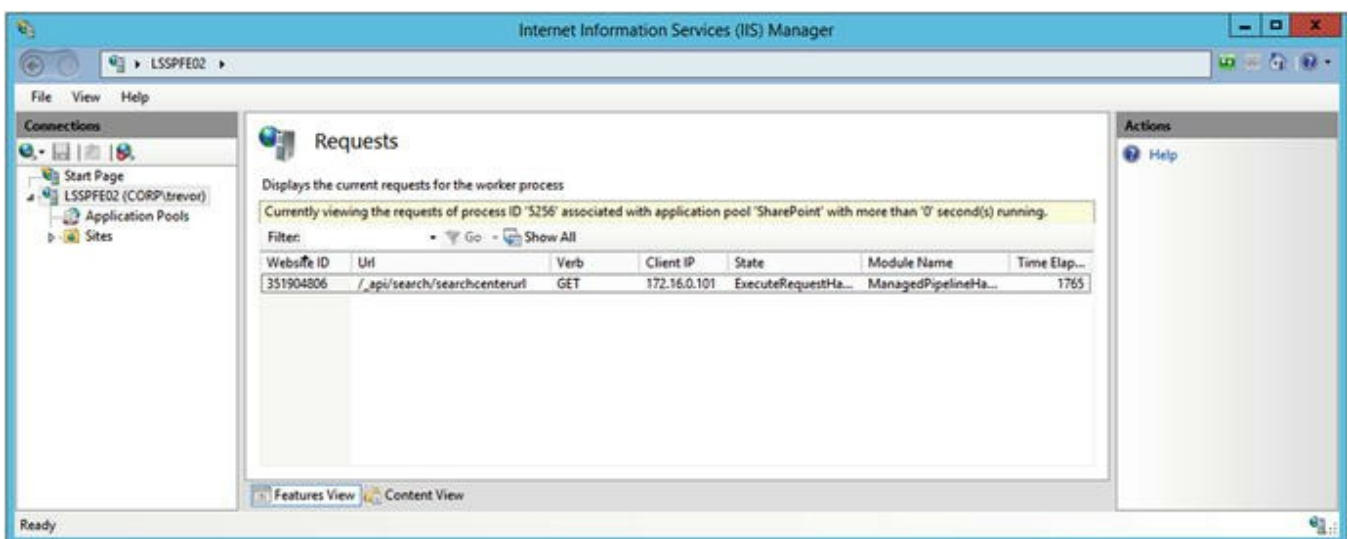 Internet Information Services (IIS) Manager
LSSPFE02
File View Help
Connections
Start Page
LSSPFE02 (CORP\trevor)
Application Pools
Sites
Requests
Displays the current requests for the worker process
Currently viewing the requests of process ID '5256' associated with application pool 'SharePoint' with more than '0' second(s) running.
Filter: Go Show All
Website ID Url Verb Client IP State Module Name Time Elap...
351904806 /_api/search/searchcenterurl GET 172.16.0.101 ExecuteRequestHa... ManagedPipelineHa... 1765
Features View Content View
Actions
Help
Ready